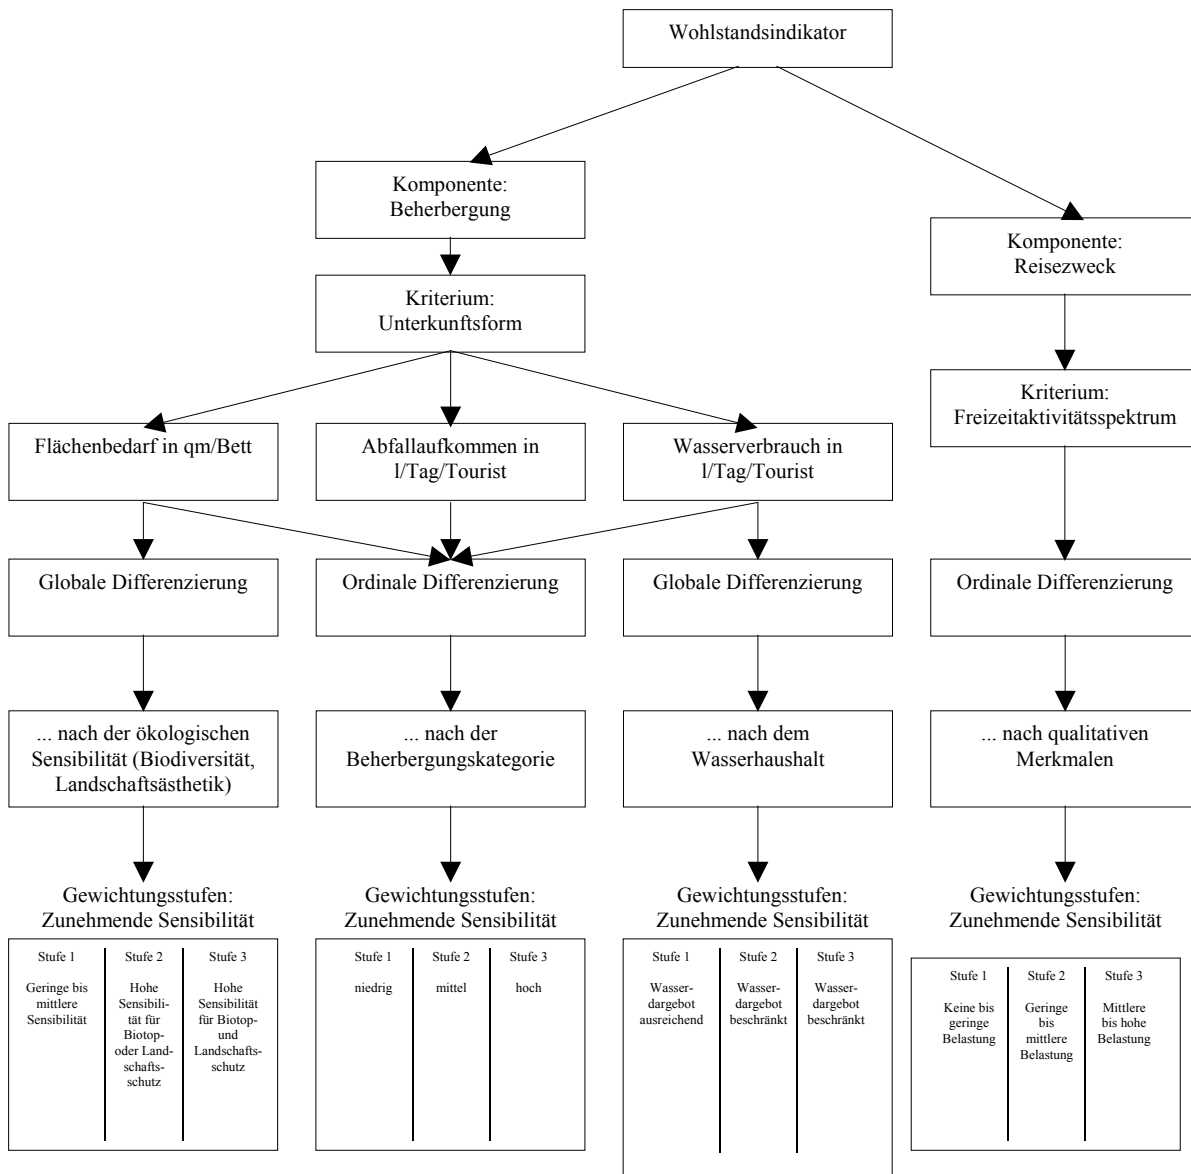 Wohlstandsindikator
Komponente:
Beherbergung
Komponente:
Reisezweck
Kriterium:
Unterkunftsform
Kriterium:
Freizeitaktivitätsspektrum
Flächenbedarf in qm/Bett
Abfallaufkommen in
l/Tag/Tourist
Wasserverbrauch in
l/Tag/Tourist
Globale Differenzierung
Ordinale Differenzierung
Globale Differenzierung
Ordinale Differenzierung
... nach der ökologischen
Sensibilität (Biodiversität,
Landschaftsästhetik)
... nach der
Beherbergungskategorie
... nach dem
Wasserhaushalt
... nach qualitativen
Merkmalen
Gewichtungsstufen:
Zunehmende Sensibilität
Stufe 1
Geringe bis
mittlere
Sensibilität
Stufe 2
Hohe
Sensibili-
tät für
Biotop-
oder Land-
schafts-
schutz
Stufe 3
Hohe
Sensibilität
für Biotop-
und
Landschafts-
schutz
Gewichtungsstufen:
Zunehmende Sensibilität
Stufe 1
niedrig
Stufe 2
mittel
Stufe 3
hoch
Gewichtungsstufen:
Zunehmende Sensibilität
Stufe 1
Wasser-
dargebot
ausreichend
Stufe 2
Wasser-
dargebot
beschränkt
Stufe 3
Wasser-
dargebot
beschränkt
Gewichtungsstufen:
Zunehmende Sensibilität
Stufe 1
Keine bis
geringe
Belastung
Stufe 2
Geringe
bis
mittlere
Belastung
Stufe 3
Mittlere
bis hohe
Belastung